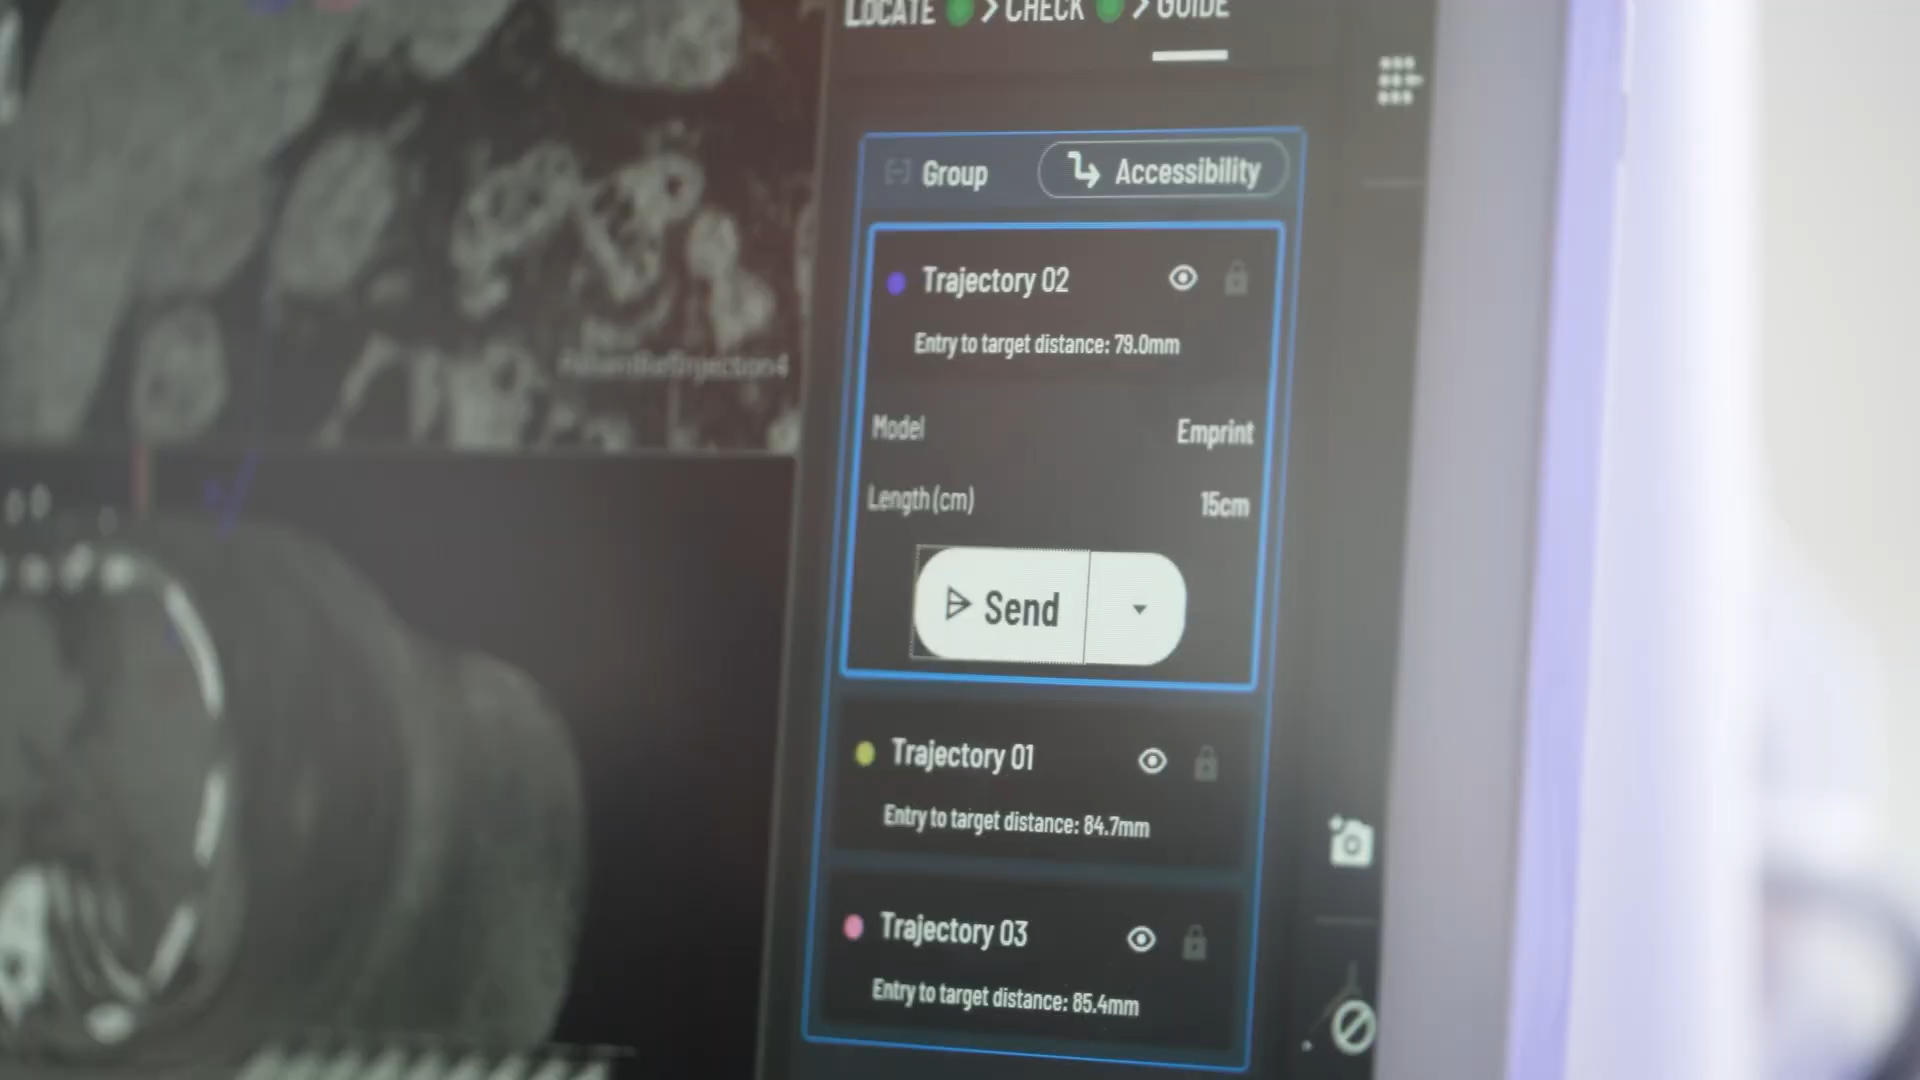 LOCATE > CHECK > GUIDE
Group
Accessibility
Trajectory 02
Entry to target distance: 79.0mm
Model
Emprint
Length (cm)
15cm
Send
Trajectory 01
Entry to target distance: 84.7mm
Trajectory 03
Entry to target distance: 85.4mm